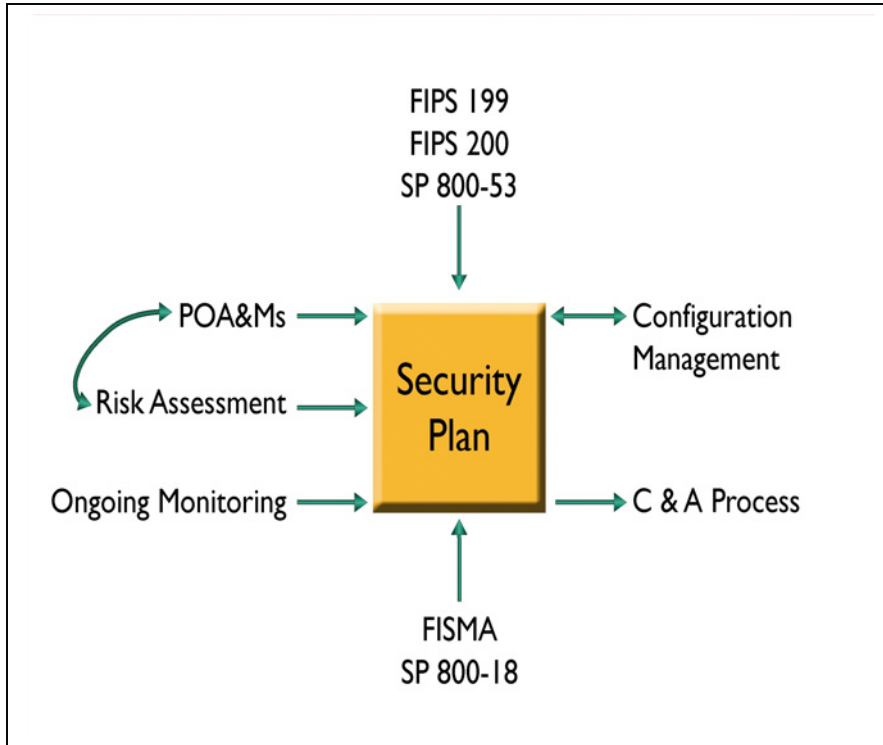 FIPS 199
FIPS 200
SP 800-53
POA&Ms
Configuration
Management
Security
Plan
Risk Assessment
Ongoing Monitoring
C & A Process
FISMA
SP 800-18